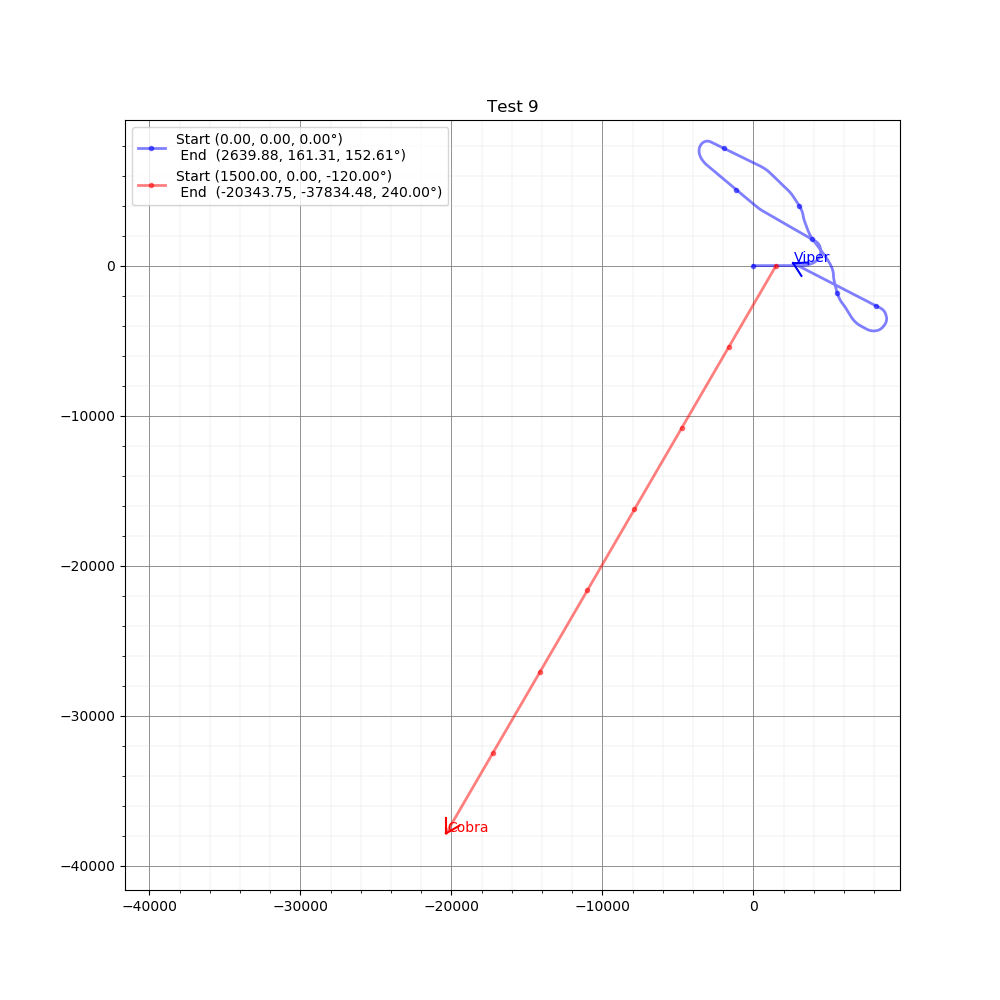 Test 9
Start (0.00, 0.00, 0.00°)
End  (2639.88, 161.31, 152.61°)
Start (1500.00, 0.00, -120.00°)
End  (-20343.75, -37834.48, 240.00°)
Viper
0
−10000
−20000
−30000
Cobra
−40000
−40000 −30000 −20000 −10000 0